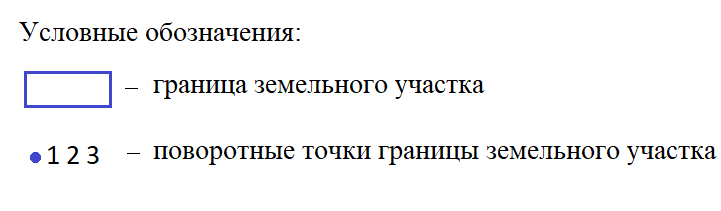 Условные обозначения:
– граница земельного участка
1 2 3 – поворотные точки границы земельного участка